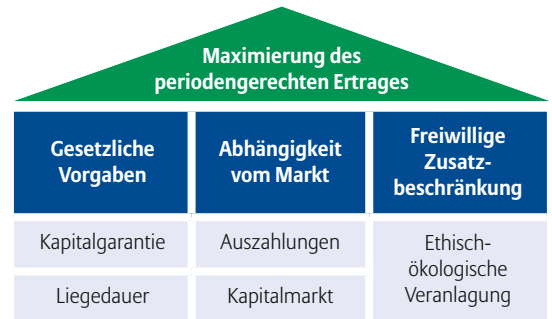 Maximierung des
periodengerechten Ertrages
Gesetzliche
Vorgaben
Abhängigkeit
vom Markt
Freiwillige
Zusatz-
beschränkung
Kapitalgarantie
Auszahlungen
Ethisch-
ökologische
Veranlagung
Liegedauer
Kapitalmarkt